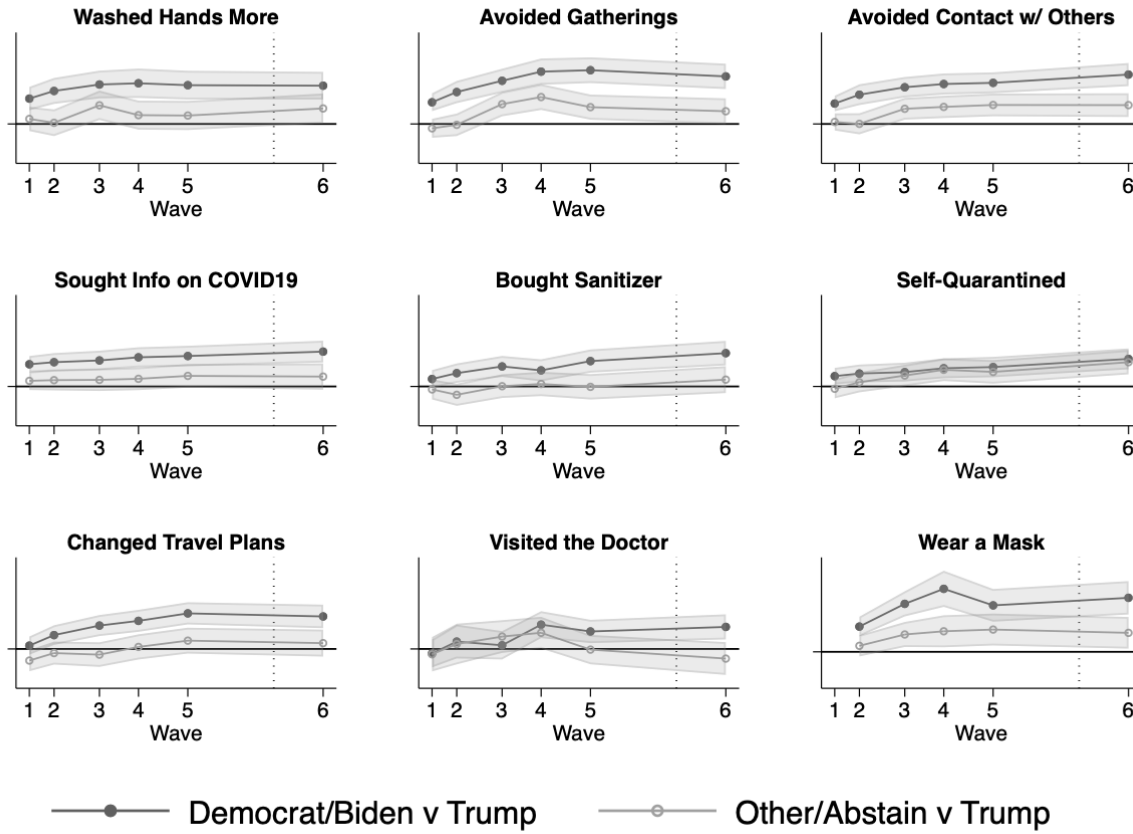 Washed Hands More
Avoided Gatherings
Avoided Contact w/ Others
1 2 3 4 5 6
1 2 3 4 5 6
1 2 3 4 5 6
Wave
Wave
Wave
Sought Info on COVID19
Bought Sanitizer
Self-Quarantined
1 2 3 4 5 6
1 2 3 4 5 6
1 2 3 4 5 6
Wave
Wave
Wave
Changed Travel Plans
Visited the Doctor
Wear a Mask
1 2 3 4 5 6
1 2 3 4 5 6
1 2 3 4 5 6
Wave
Wave
Wave
Democrat/Biden v Trump
Other/Abstain v Trump